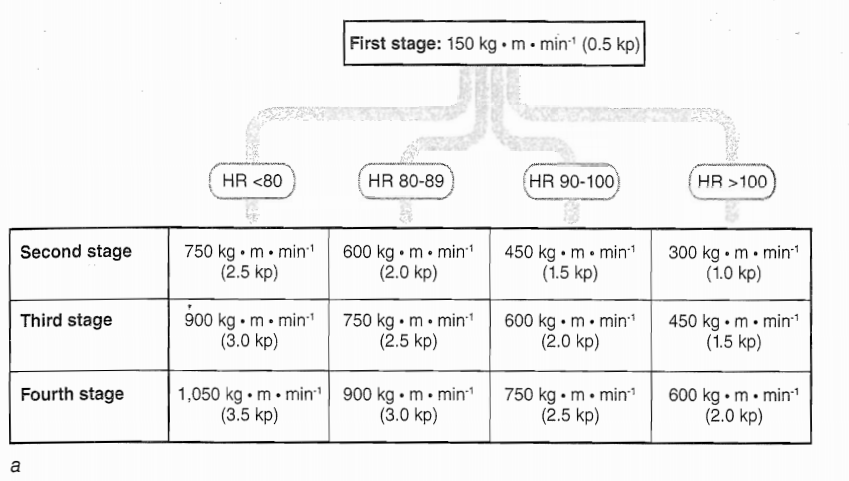 First stage: 150 kg • m • min⁻¹ (0.5 kp)
HR <80
HR 80-89
HR 90-100
HR >100
Second stage
750 kg • m • min⁻¹
(2.5 kp)
600 kg • m • min⁻¹
(2.0 kp)
450 kg • m • min⁻¹
(1.5 kp)
300 kg • m • min⁻¹
(1.0 kp)
Third stage
900 kg • m • min⁻¹
(3.0 kp)
750 kg • m • min⁻¹
(2.5 kp)
600 kg • m • min⁻¹
(2.0 kp)
450 kg • m • min⁻¹
(1.5 kp)
Fourth stage
1,050 kg • m • min⁻¹
(3.5 kp)
900 kg • m • min⁻¹
(3.0 kp)
750 kg • m • min⁻¹
(2.5 kp)
600 kg • m • min⁻¹
(2.0 kp)
a